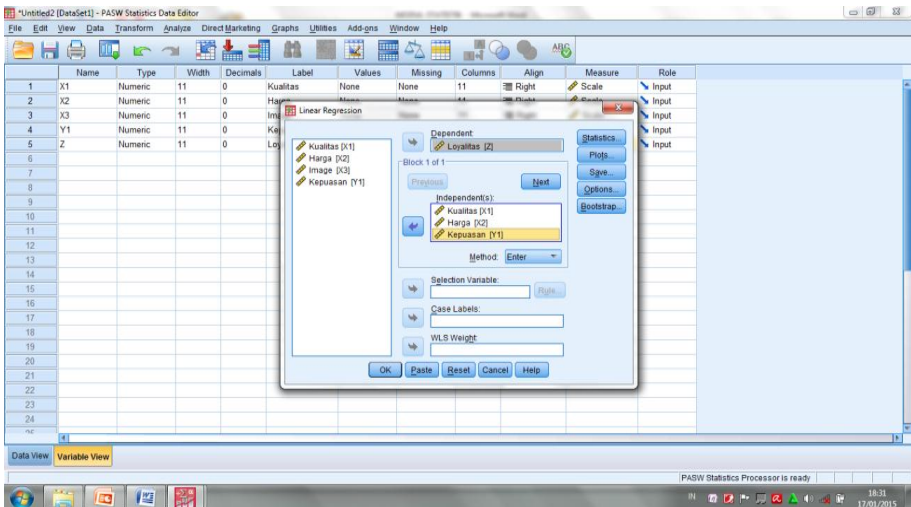 *Untitled2 [DataSet1] - PASW Statistics Data Editor
File Edit View Data Transform Analyze Direct Marketing Graphs Utilities Add-ons Window Help
Name Type Width Decimals Label Values Missing Columns Align Measure Role
1 X1 Numeric 11 0 Kualitas None None 11 Right Scale Input
2 X2 Numeric 11 0 Input
3 X3 Numeric 11 0 Input
4 Y1 Numeric 11 0 Input
5 Z Numeric 11 0 Input
6
7
8
9
10
11
12
13
14
15
16
17
18
19
20
21
22
23
24
Linear Regression
Kualitas [X1]
Harga [X2]
Image [X3]
Kepuasan [Y1]
Dependent:
Loyalitas [Z]
Block 1 of 1
Previous Next
Independent(s):
Kualitas [X1]
Harga [X2]
Kepuasan [Y1]
Method: Enter
Selection Variable:
Rule...
Case Labels:
WLS Weight:
Statistics...
Plots...
Save...
Options...
Bootstrap...
OK Paste Reset Cancel Help
Data View Variable View
PASW Statistics Processor is ready
IN 18:31
17/01/2015